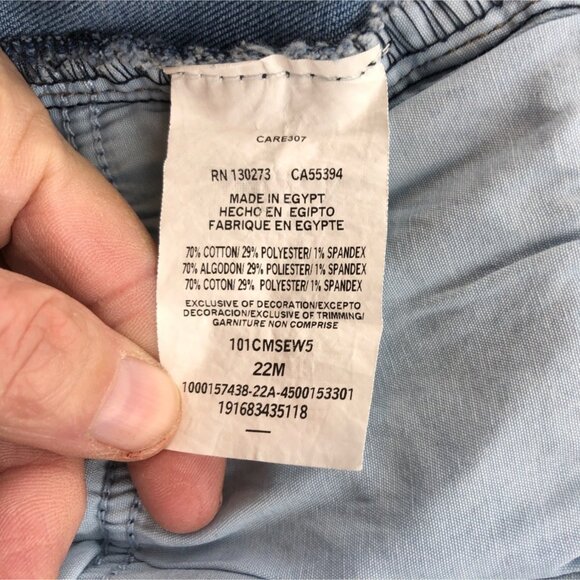 CARE307
RN 130273 CA55394
MADE IN EGYPT
HECHO EN EGIPTO
FABRIQUE EN EGYPTE
70% COTTON/ 29% POLYESTER/ 1% SPANDEX
70% ALGODON/ 29% POLIESTER/ 1% SPANDEX
70% COTON/ 29% POLYESTER/ 1% SPANDEX
EXCLUSIVE OF DECORATION/EXCEPTO
DECORACION/EXCLUSIVE OF TRIMMING/
GARNITURE NON COMPRISE
101CMSEW5
22M
1000157438-22A-4500153301
191683435118